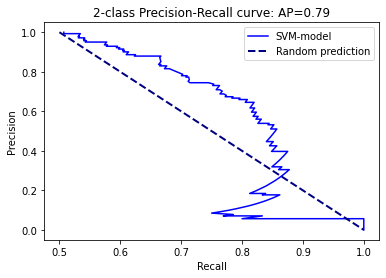 2-class Precision-Recall curve: AP=0.79
SVM-model
Random prediction
Precision
1.0
0.8
0.6
0.4
0.2
0.0
0.5 0.6 0.7 0.8 0.9 1.0
Recall